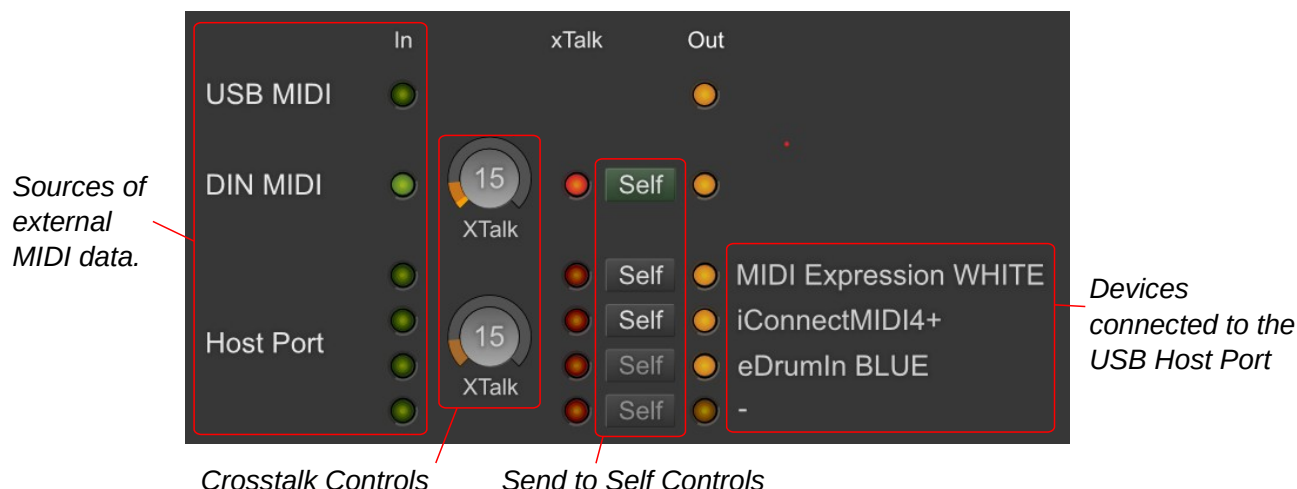 In xTalk Out
USB MIDI
Sources of
external
MIDI data.
DIN MIDI 15 Self
XTalk
Self MIDI Expression WHITE
Devices
connected to the
USB Host Port
Host Port 15 Self iConnectMIDI4+
Self eDrumIn BLUE
XTalk
Self -
Crosstalk Controls Send to Self Controls